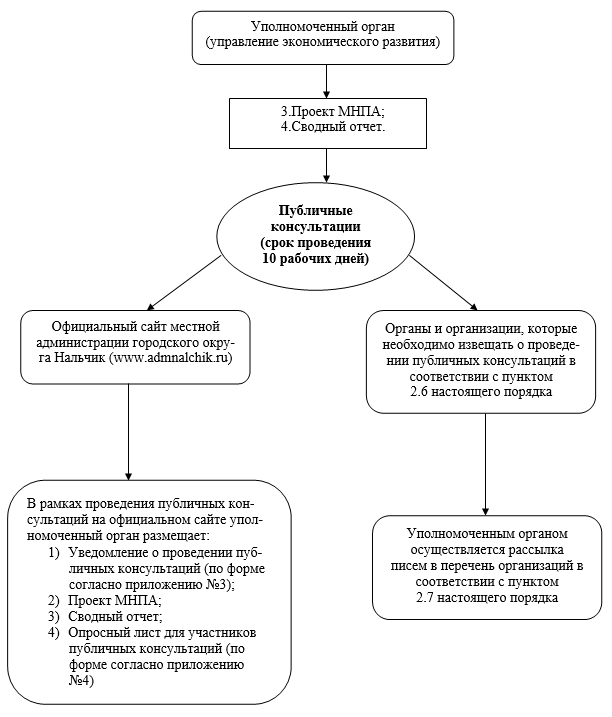 Уполномоченный орган
(управление экономического развития)
3.Проект МНПА;
4.Сводный отчет.
Публичные
консультации
(срок проведения
10 рабочих дней)
Официальный сайт местной
администрации городского окру-
га Нальчик (www.admnalchik.ru)
Органы и организации, которые
необходимо извещать о проведе-
нии публичных консультаций в
соответствии с пунктом
2.6 настоящего порядка
В рамках проведения публичных кон-
сультаций на официальном сайте упол-
номоченный орган размещает:
1) Уведомление о проведении пуб-
личных консультаций (по форме
согласно приложению №3);
2) Проект МНПА;
3) Сводный отчет;
4) Опросный лист для участников
публичных консультаций (по
форме согласно приложению
№4)
Уполномоченным органом
осуществляется рассылка
писем в перечень организаций в
соответствии с пунктом
2.7 настоящего порядка